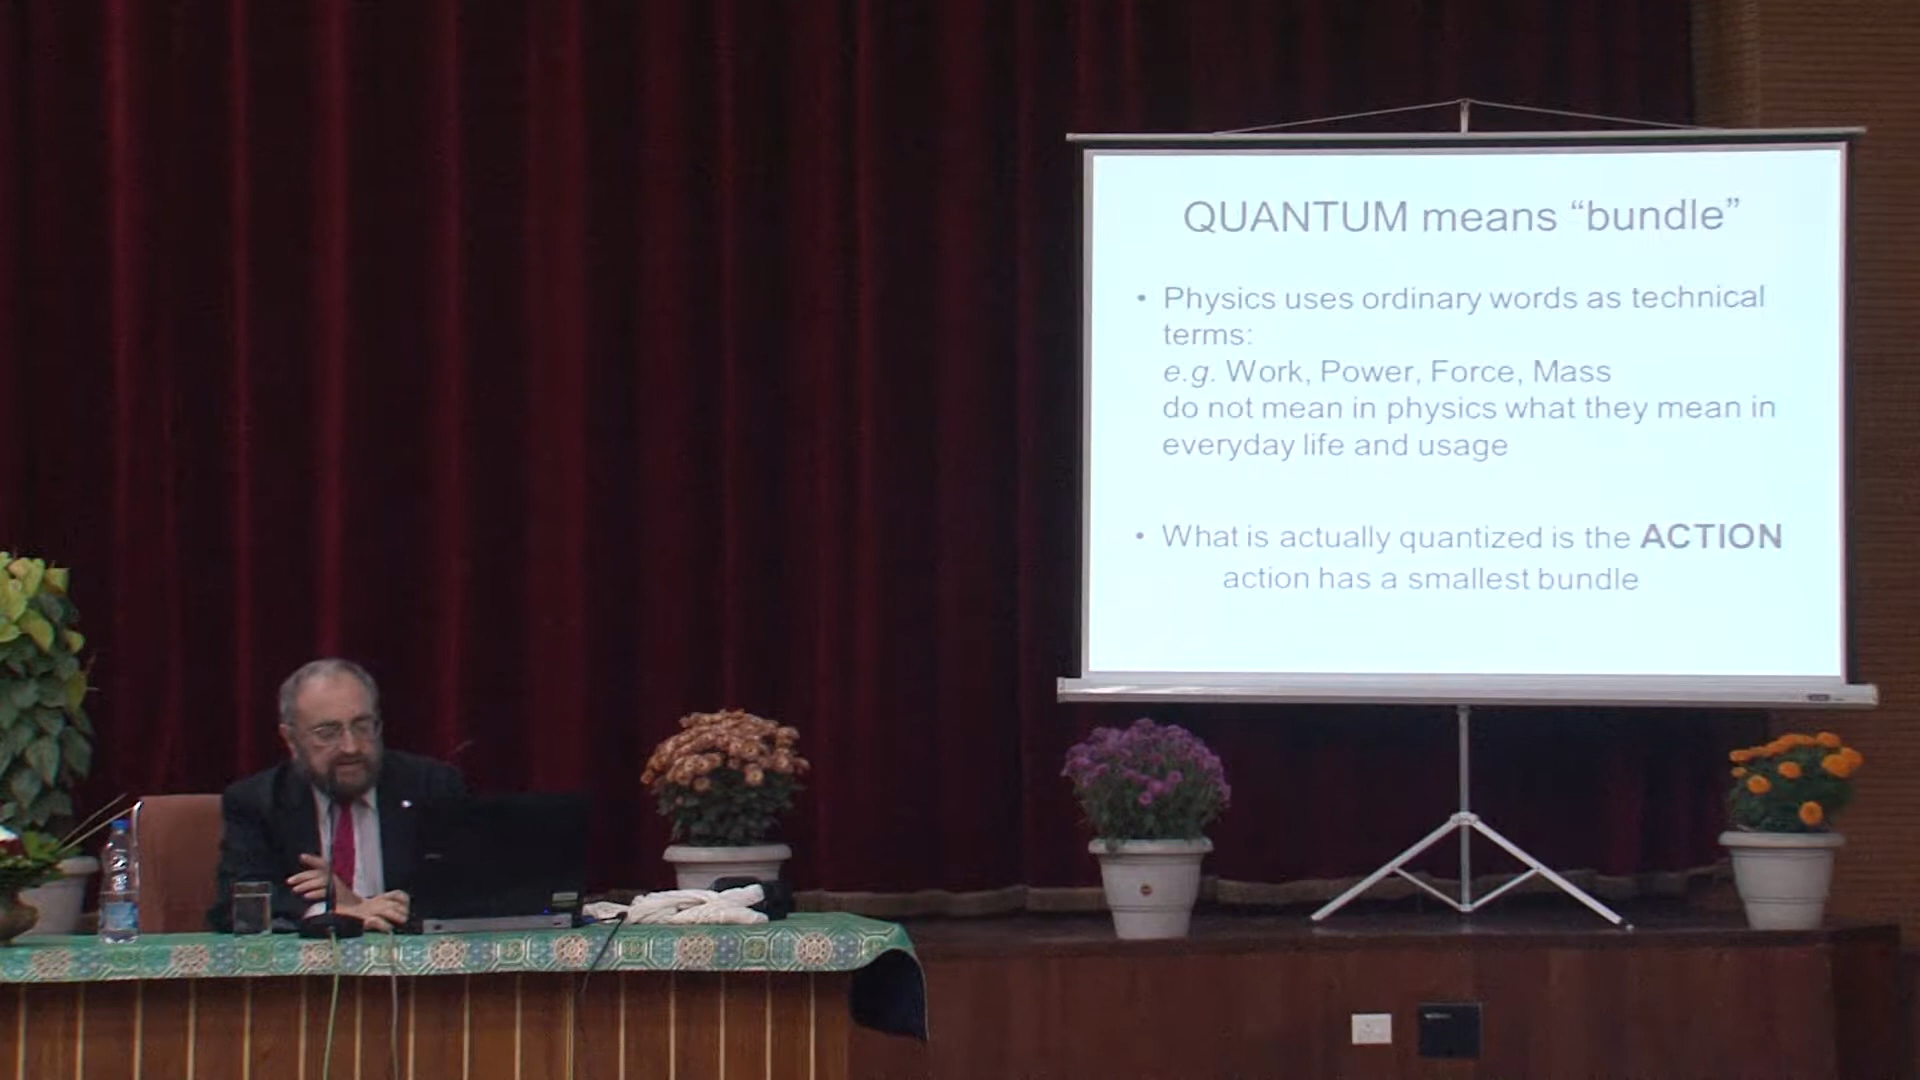 QUANTUM means “bundle”
• Physics uses ordinary words as technical
terms:
e.g. Work, Power, Force, Mass
do not mean in physics what they mean in
everyday life and usage
• What is actually quantized is the ACTION
action has a smallest bundle